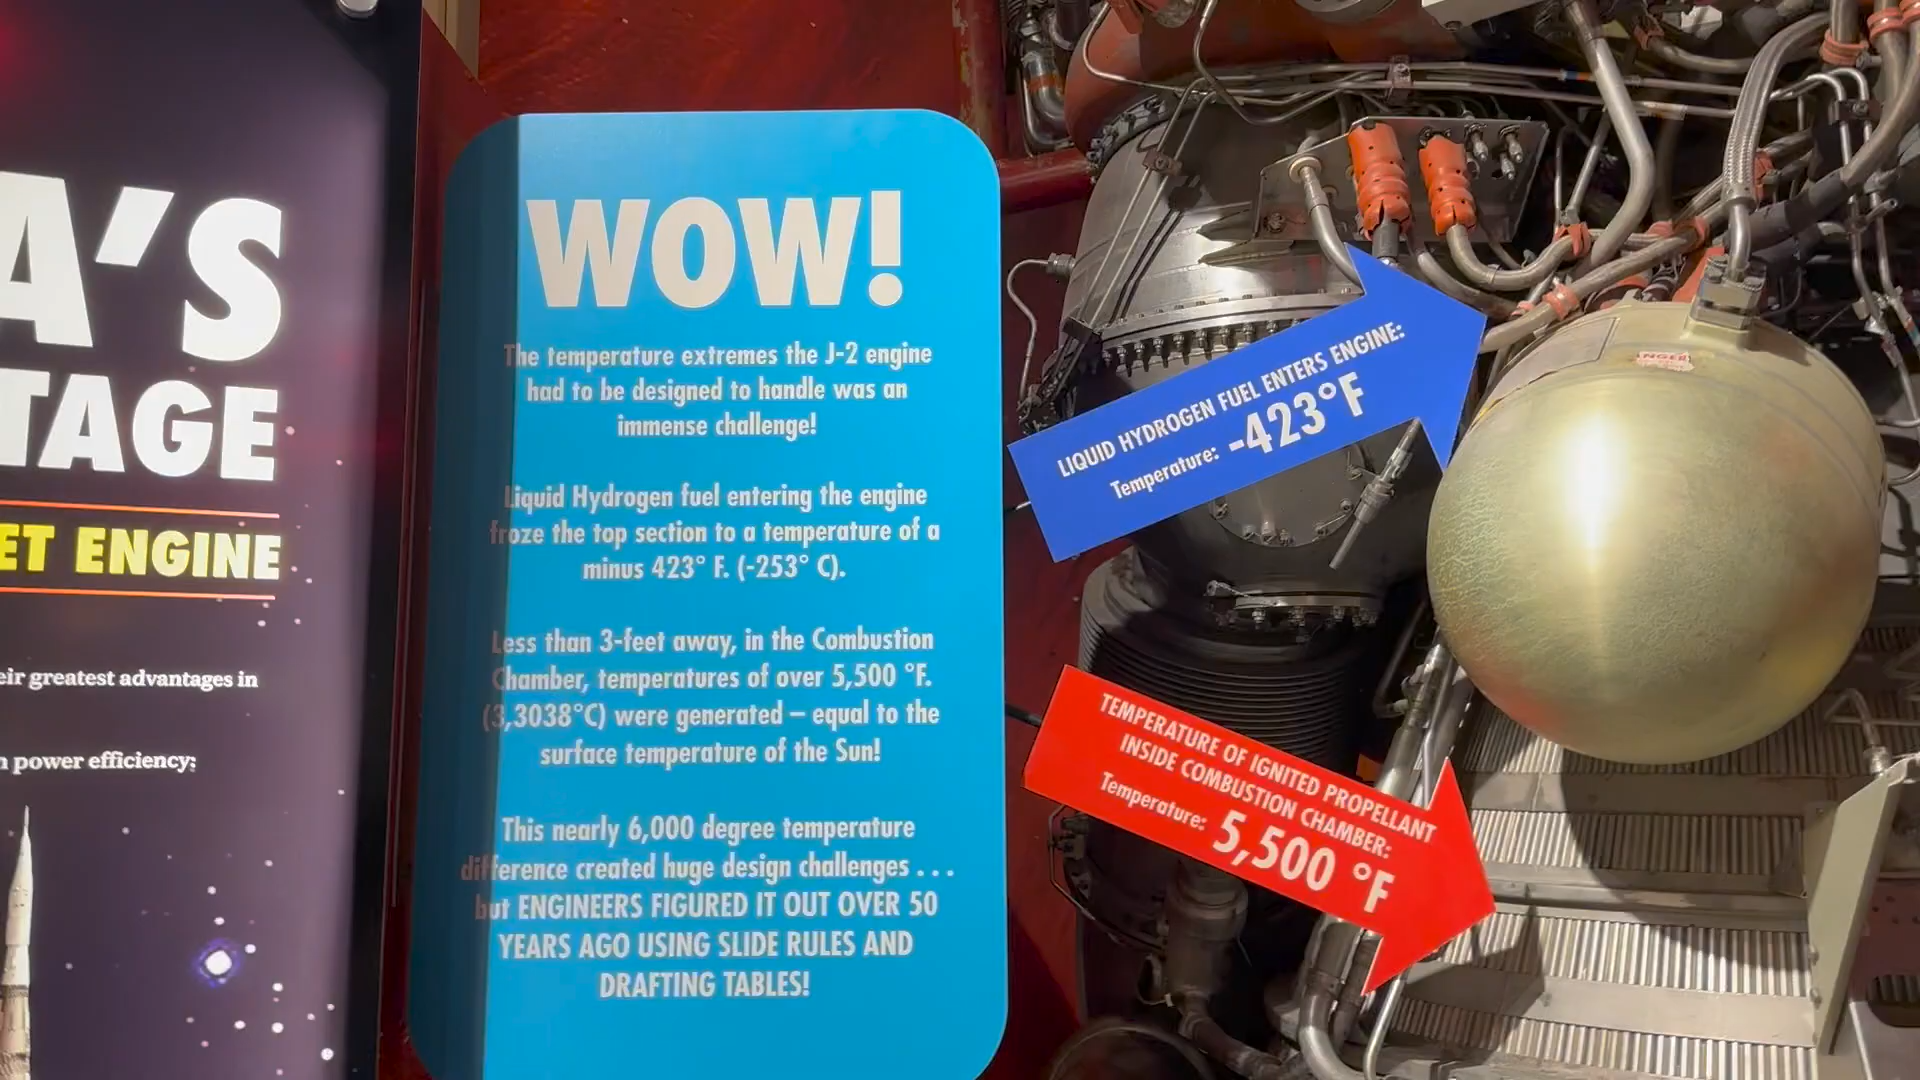 A'S
TAGE
ET ENGINE
eir greatest advantages in
n power efficiency:
WOW!
The temperature extremes the J-2 engine
had to be designed to handle was an
immense challenge!
Liquid Hydrogen fuel entering the engine
froze the top section to a temperature of a
minus 423° F. (-253° C).
Less than 3-feet away, in the Combustion
Chamber, temperatures of over 5,500 °F.
(3,3038°C) were generated – equal to the
surface temperature of the Sun!
This nearly 6,000 degree temperature
difference created huge design challenges . . .
but ENGINEERS FIGURED IT OUT OVER 50
YEARS AGO USING SLIDE RULES AND
DRAFTING TABLES!
LIQUID HYDROGEN FUEL ENTERS ENGINE:
Temperature: -423°F
TEMPERATURE OF IGNITED PROPELLANT
INSIDE COMBUSTION CHAMBER:
Temperature: 5,500 °F
NGER